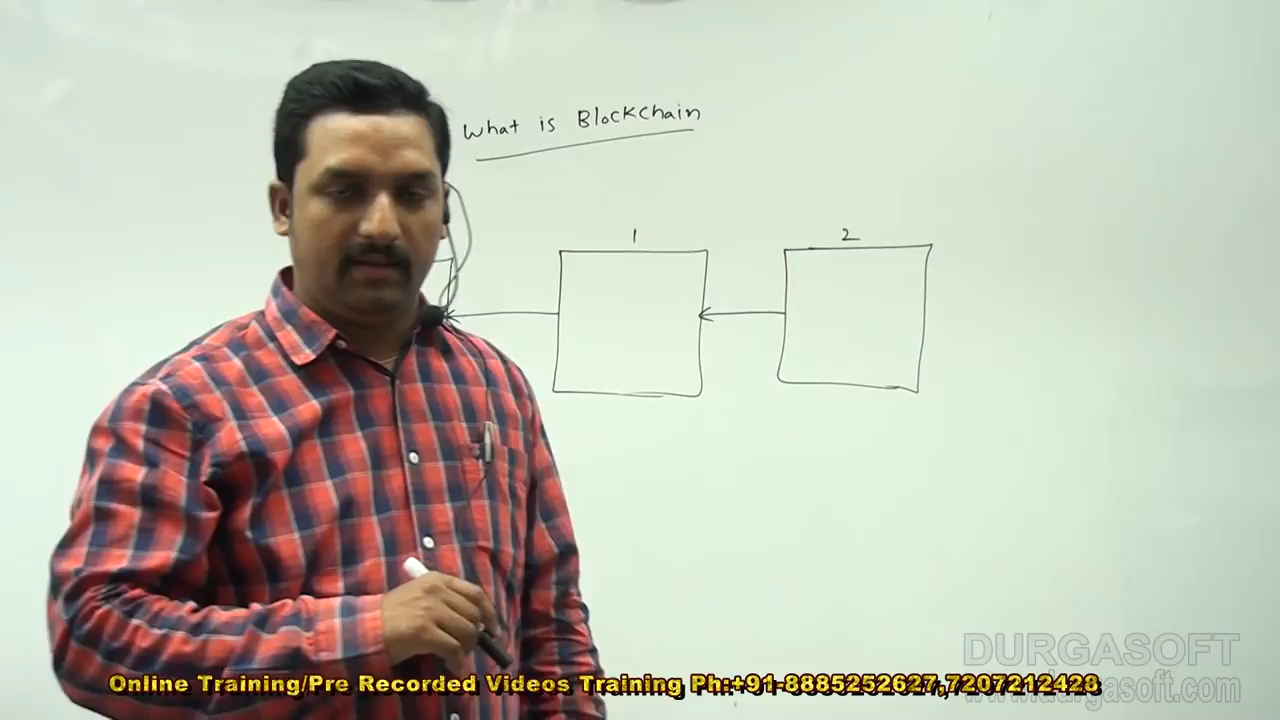 What is BlockChain
1
2
DURGASOFT
www.durgasoft.com
Online Training/Pre Recorded Videos Training Ph:+91-8885252627,7207212428